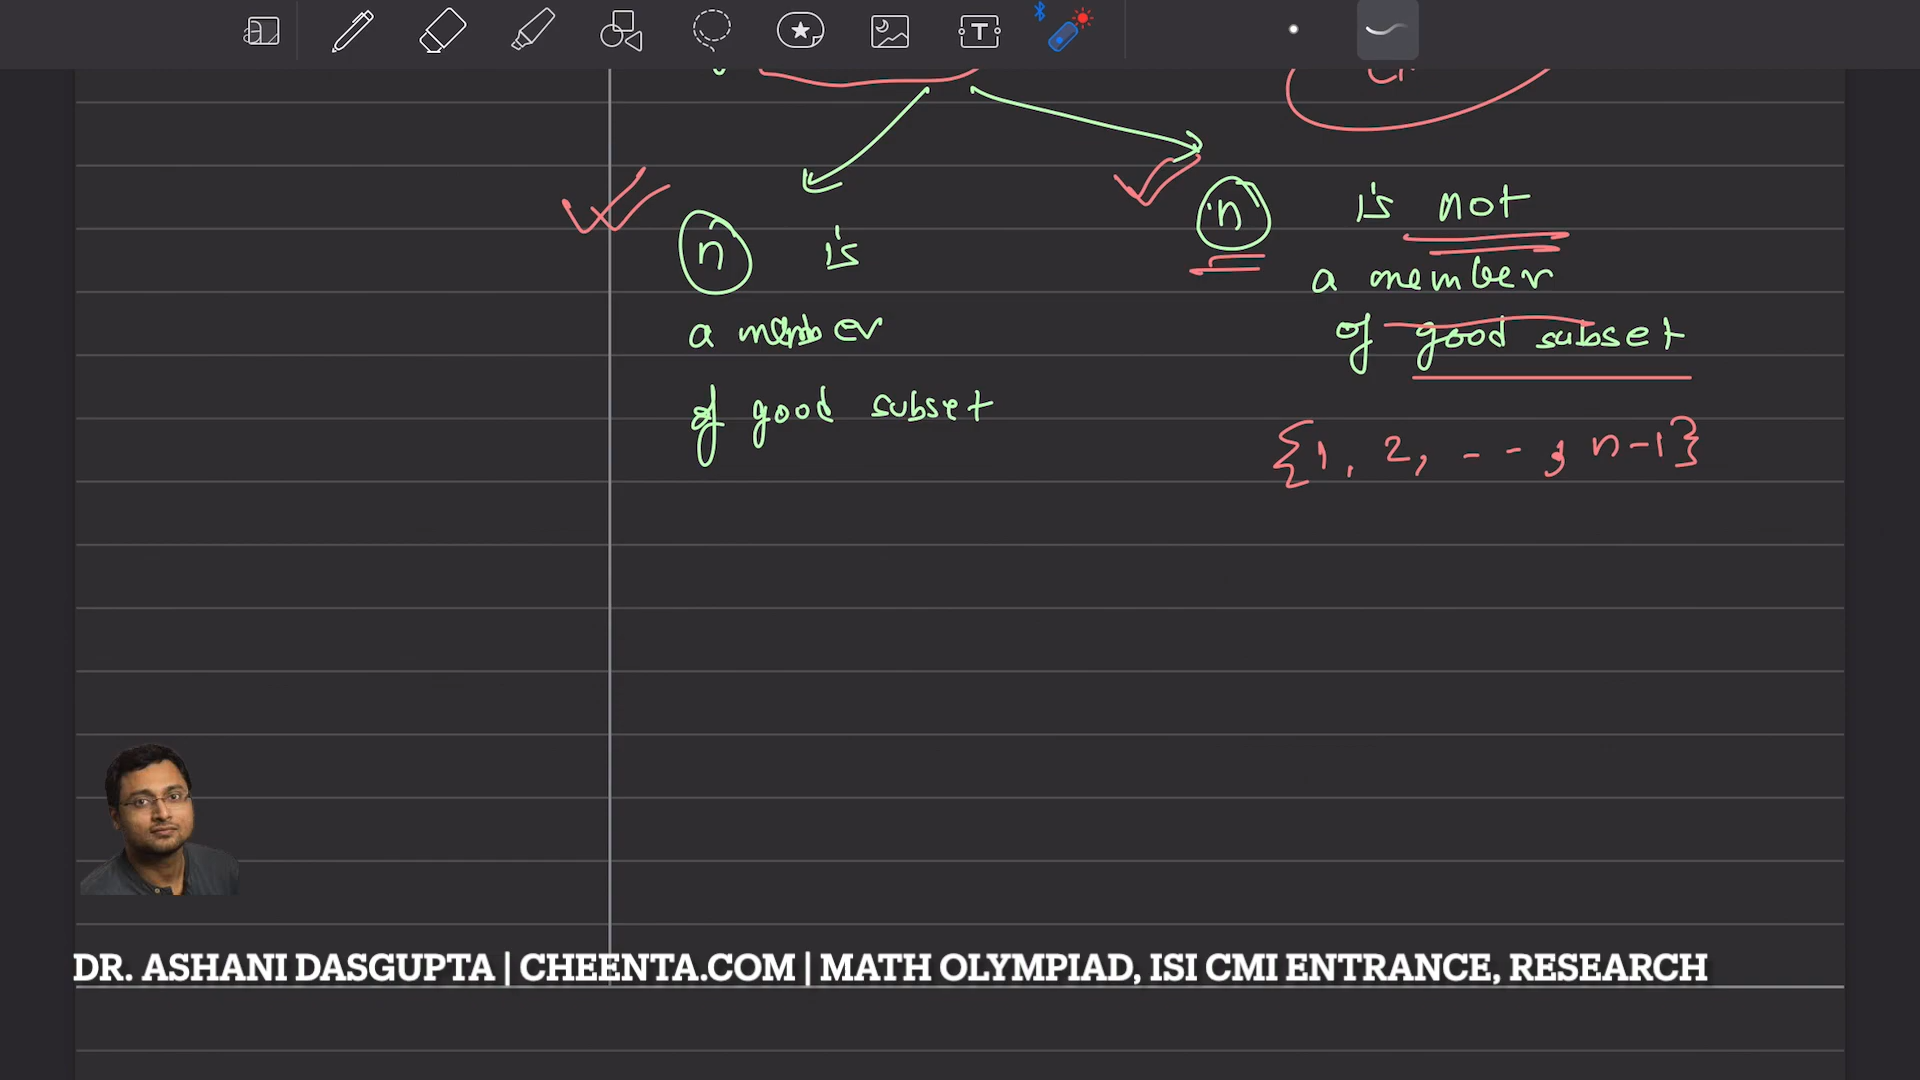 n is
a member
of good subset
n is not
a member
of good subset
{1, 2, - - , n-1}
DR. ASHANI DASGUPTA | CHEENTA.COM | MATH OLYMPIAD, ISI CMI ENTRANCE, RESEARCH